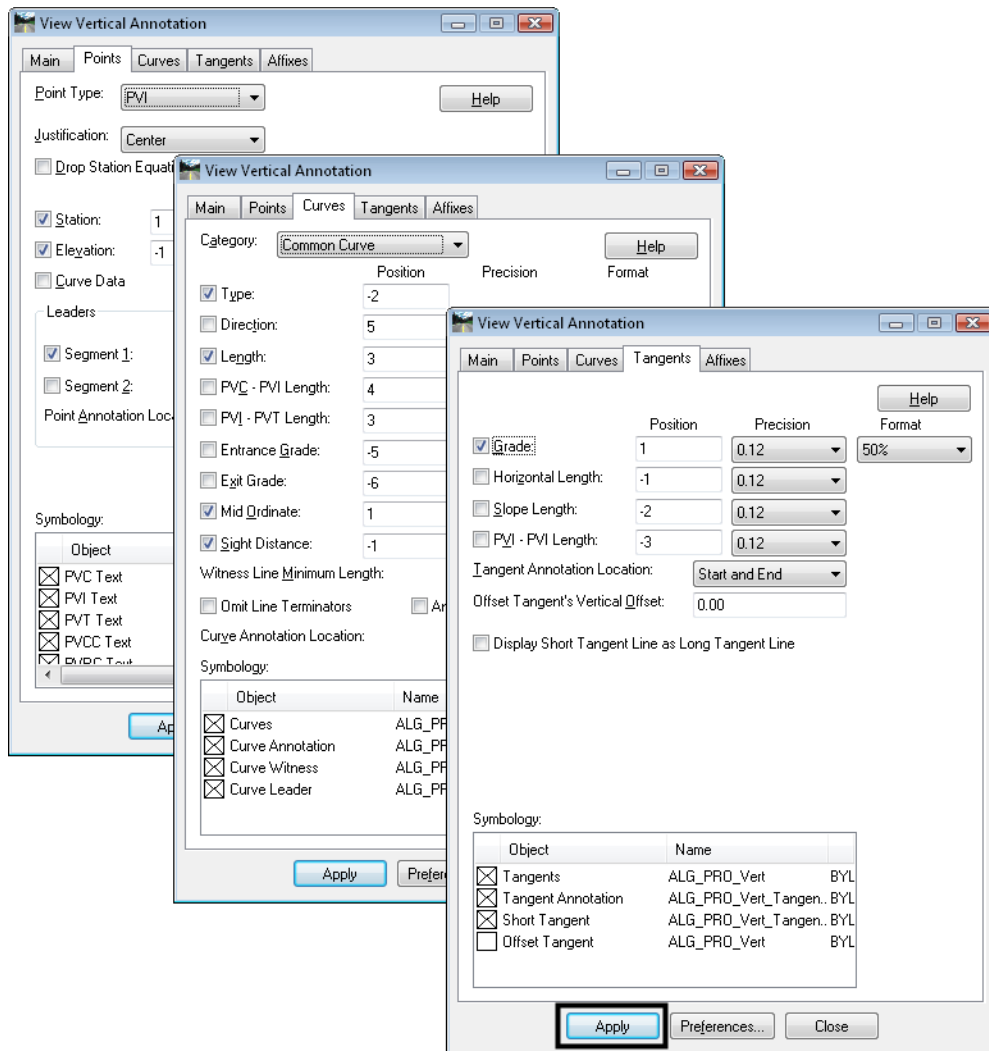 View Vertical Annotation
Main Points Curves Tangents Affixes
Point Type: PVI Help
Justification: Center
Drop Station Equati
Station: 1
Elevation: -1
Curve Data
Leaders
Segment 1:
Segment 2:
Point Annotation Loc
Symbology:
Object
PVC Text
PVI Text
PVT Text
PVCC Text
View Vertical Annotation
Main Points Curves Tangents Affixes
Category: Common Curve Help
Position Precision Format
Type: -2
Direction: 5
Length: 3
PVC - PVI Length: 4
PVI - PVT Length: 3
Entrance Grade: -5
Exit Grade: -6
Mid Ordinate: 1
Sight Distance: -1
Witness Line Minimum Length:
Omit Line Terminators
Curve Annotation Location:
Symbology:
Object Name
Curves ALG_PR
Curve Annotation ALG_PR
Curve Witness ALG_PR
Curve Leader ALG_PR
Apply Prefer
View Vertical Annotation
Main Points Curves Tangents Affixes
Help
Position Precision Format
Grade: 1 0.12 50%
Horizontal Length: -1 0.12
Slope Length: -2 0.12
PVI - PVI Length: -3 0.12
Tangent Annotation Location: Start and End
Offset Tangent's Vertical Offset: 0.00
Display Short Tangent Line as Long Tangent Line
Symbology:
Object Name
Tangents ALG_PRO_Vert BYL
Tangent Annotation ALG_PRO_Vert_Tangen.. BYL
Short Tangent ALG_PRO_Vert_Tangen.. BYL
Offset Tangent ALG_PRO_Vert BYL
Apply Preferences... Close